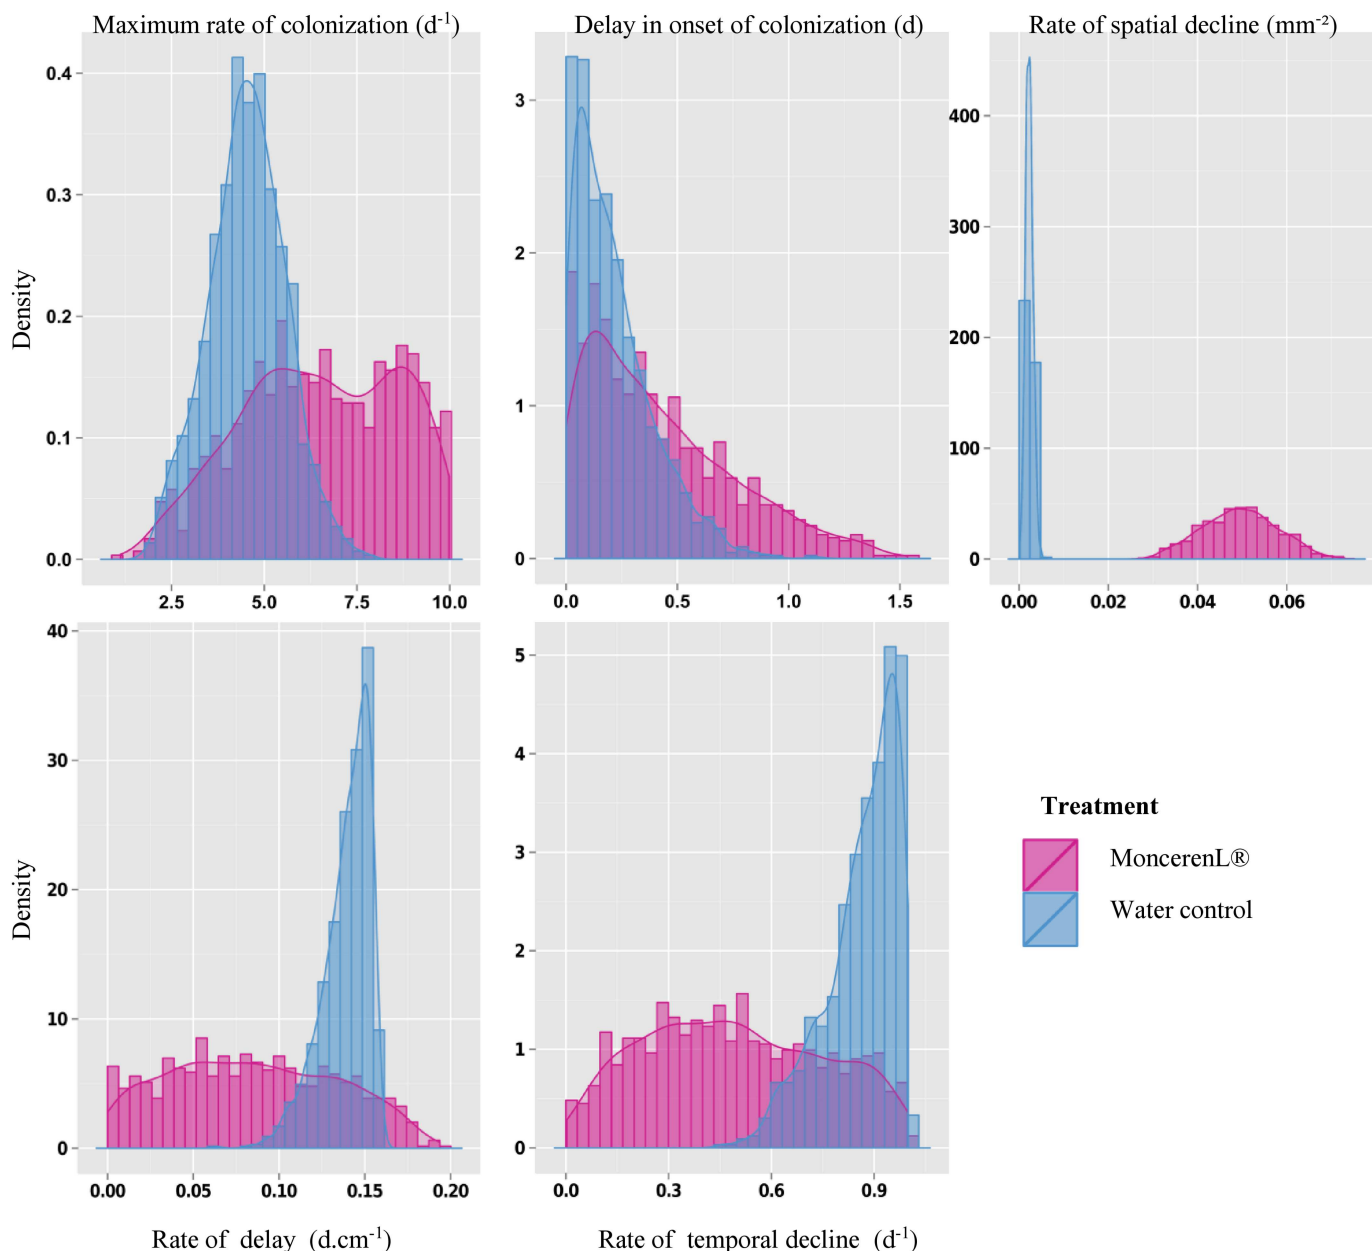 Maximum rate of colonization (d⁻¹)
Delay in onset of colonization (d)
Rate of spatial decline (mm⁻²)
Density
0.4
0.3
0.2
0.1
0.0
2.5 5.0 7.5 10.0
3
2
1
0
0.0 0.5 1.0 1.5
400
300
200
100
0
0.00 0.02 0.04 0.06
Density
40
30
20
10
0
0.00 0.05 0.10 0.15 0.20
Rate of delay (d.cm⁻¹)
5
4
3
2
1
0
0.0 0.3 0.6 0.9
Rate of temporal decline (d⁻¹)
Treatment
MoncerenL®
Water control